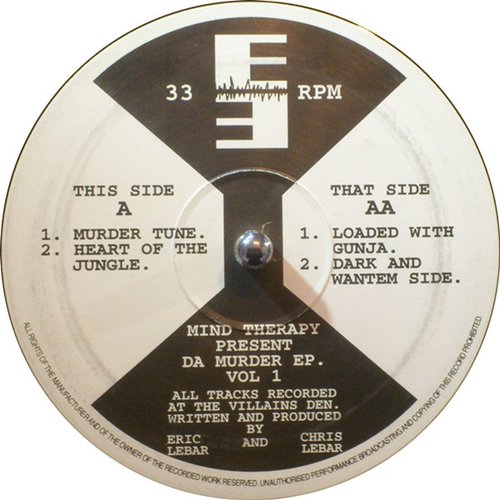 33 RPM
THIS SIDE
A
1. MURDER TUNE.
2. HEART OF THE
JUNGLE.
THAT SIDE
AA
1. LOADED WITH
GUNJA.
2. DARK AND
WANTEM SIDE.
MIND THERAPY
PRESENT
DA MURDER EP.
VOL 1
ALL TRACKS RECORDED
AT THE VILLAINS DEN.
WRITTEN AND PRODUCED
BY
ERIC AND CHRIS
LEBAR LEBAR
ALL RIGHTS OF THE MANUFACTURER AND OF THE OWNER OF THE RECORDED WORK RESERVED. UNAUTHORISED PERFORMANCE BROADCASTING AND COPYING OF THIS RECORD PROHIBITED.